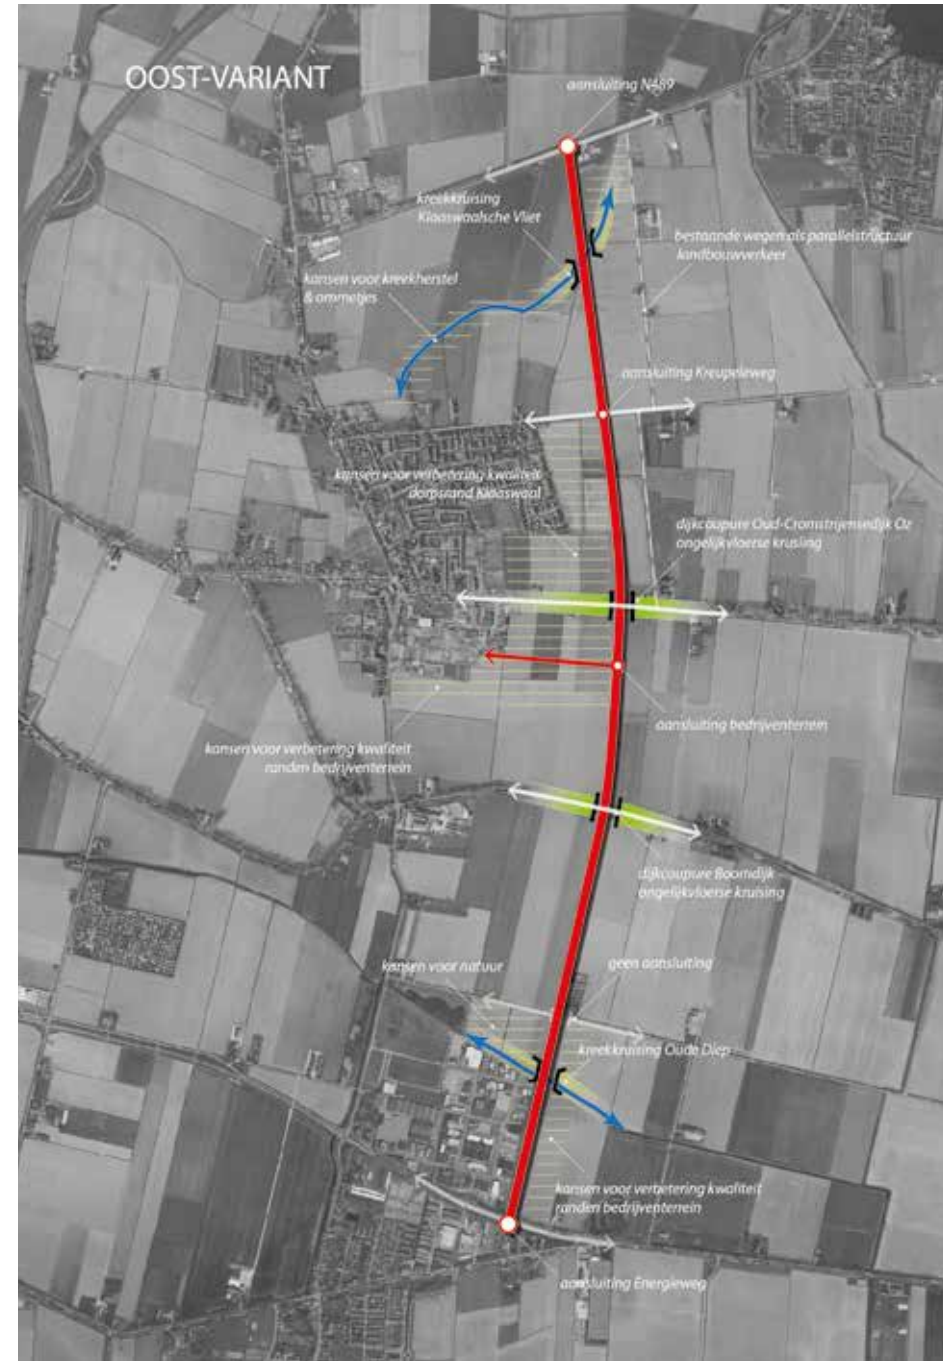 OOST-VARIANT
aansluiting N489
kreekkruising
Klaaswaalsche Vliet
bestaande wegen als parallelstructuur
landbouwverkeer
kansen voor kreekherstel
& ommetjes
aansluiting Kreupeleweg
kansen voor verbetering kwaliteit
dorpsrand Klaaswaal
dijkcoupure Oud-Cromstrijensedijk Oz
ongelijkvloerse kruising
aansluiting bedrijventerrein
kansen voor verbetering kwaliteit
randen bedrijventerrein
dijkcoupure Boomdijk
ongelijkvloerse kruising
kansen voor natuur
geen aansluiting
kreekkruising Oude Diep
kansen voor verbetering kwaliteit
randen bedrijventerrein
aansluiting Energieweg